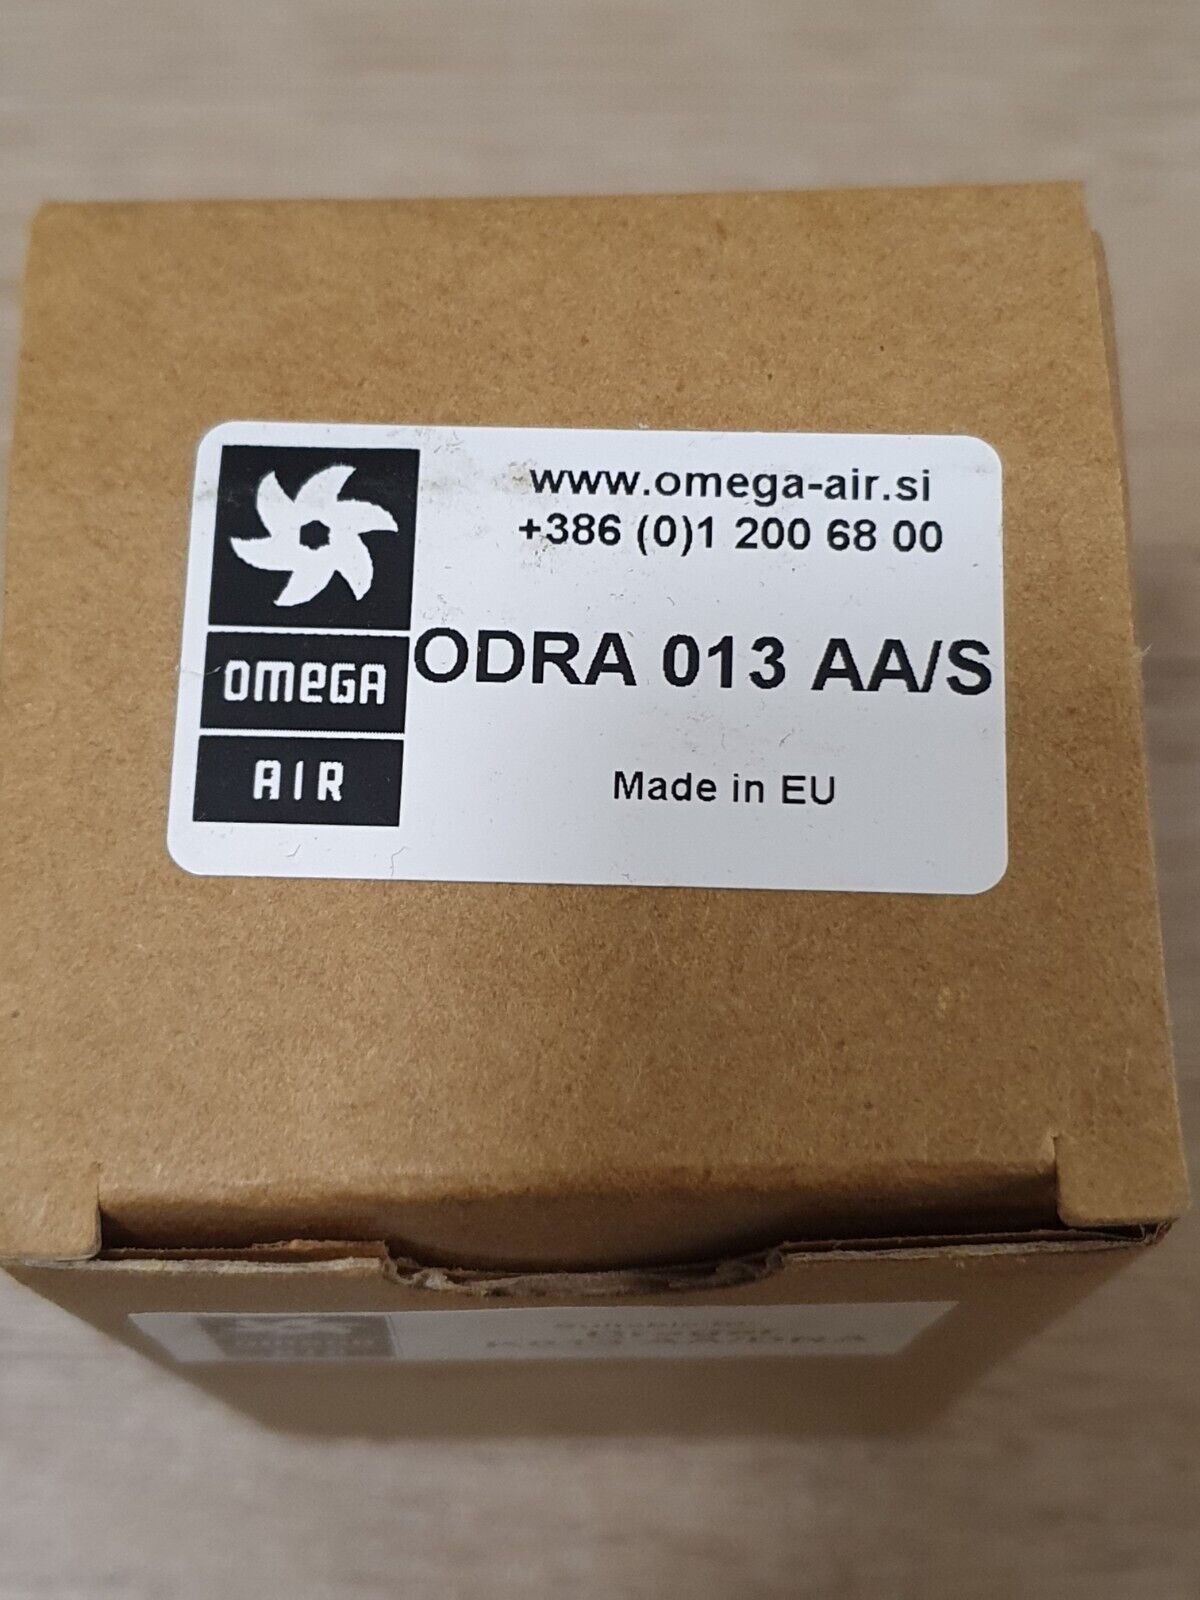 www.omega-air.si
+386 (0)1 200 68 00
OMEGA
AIR
ODRA 013 AA/S
Made in EU